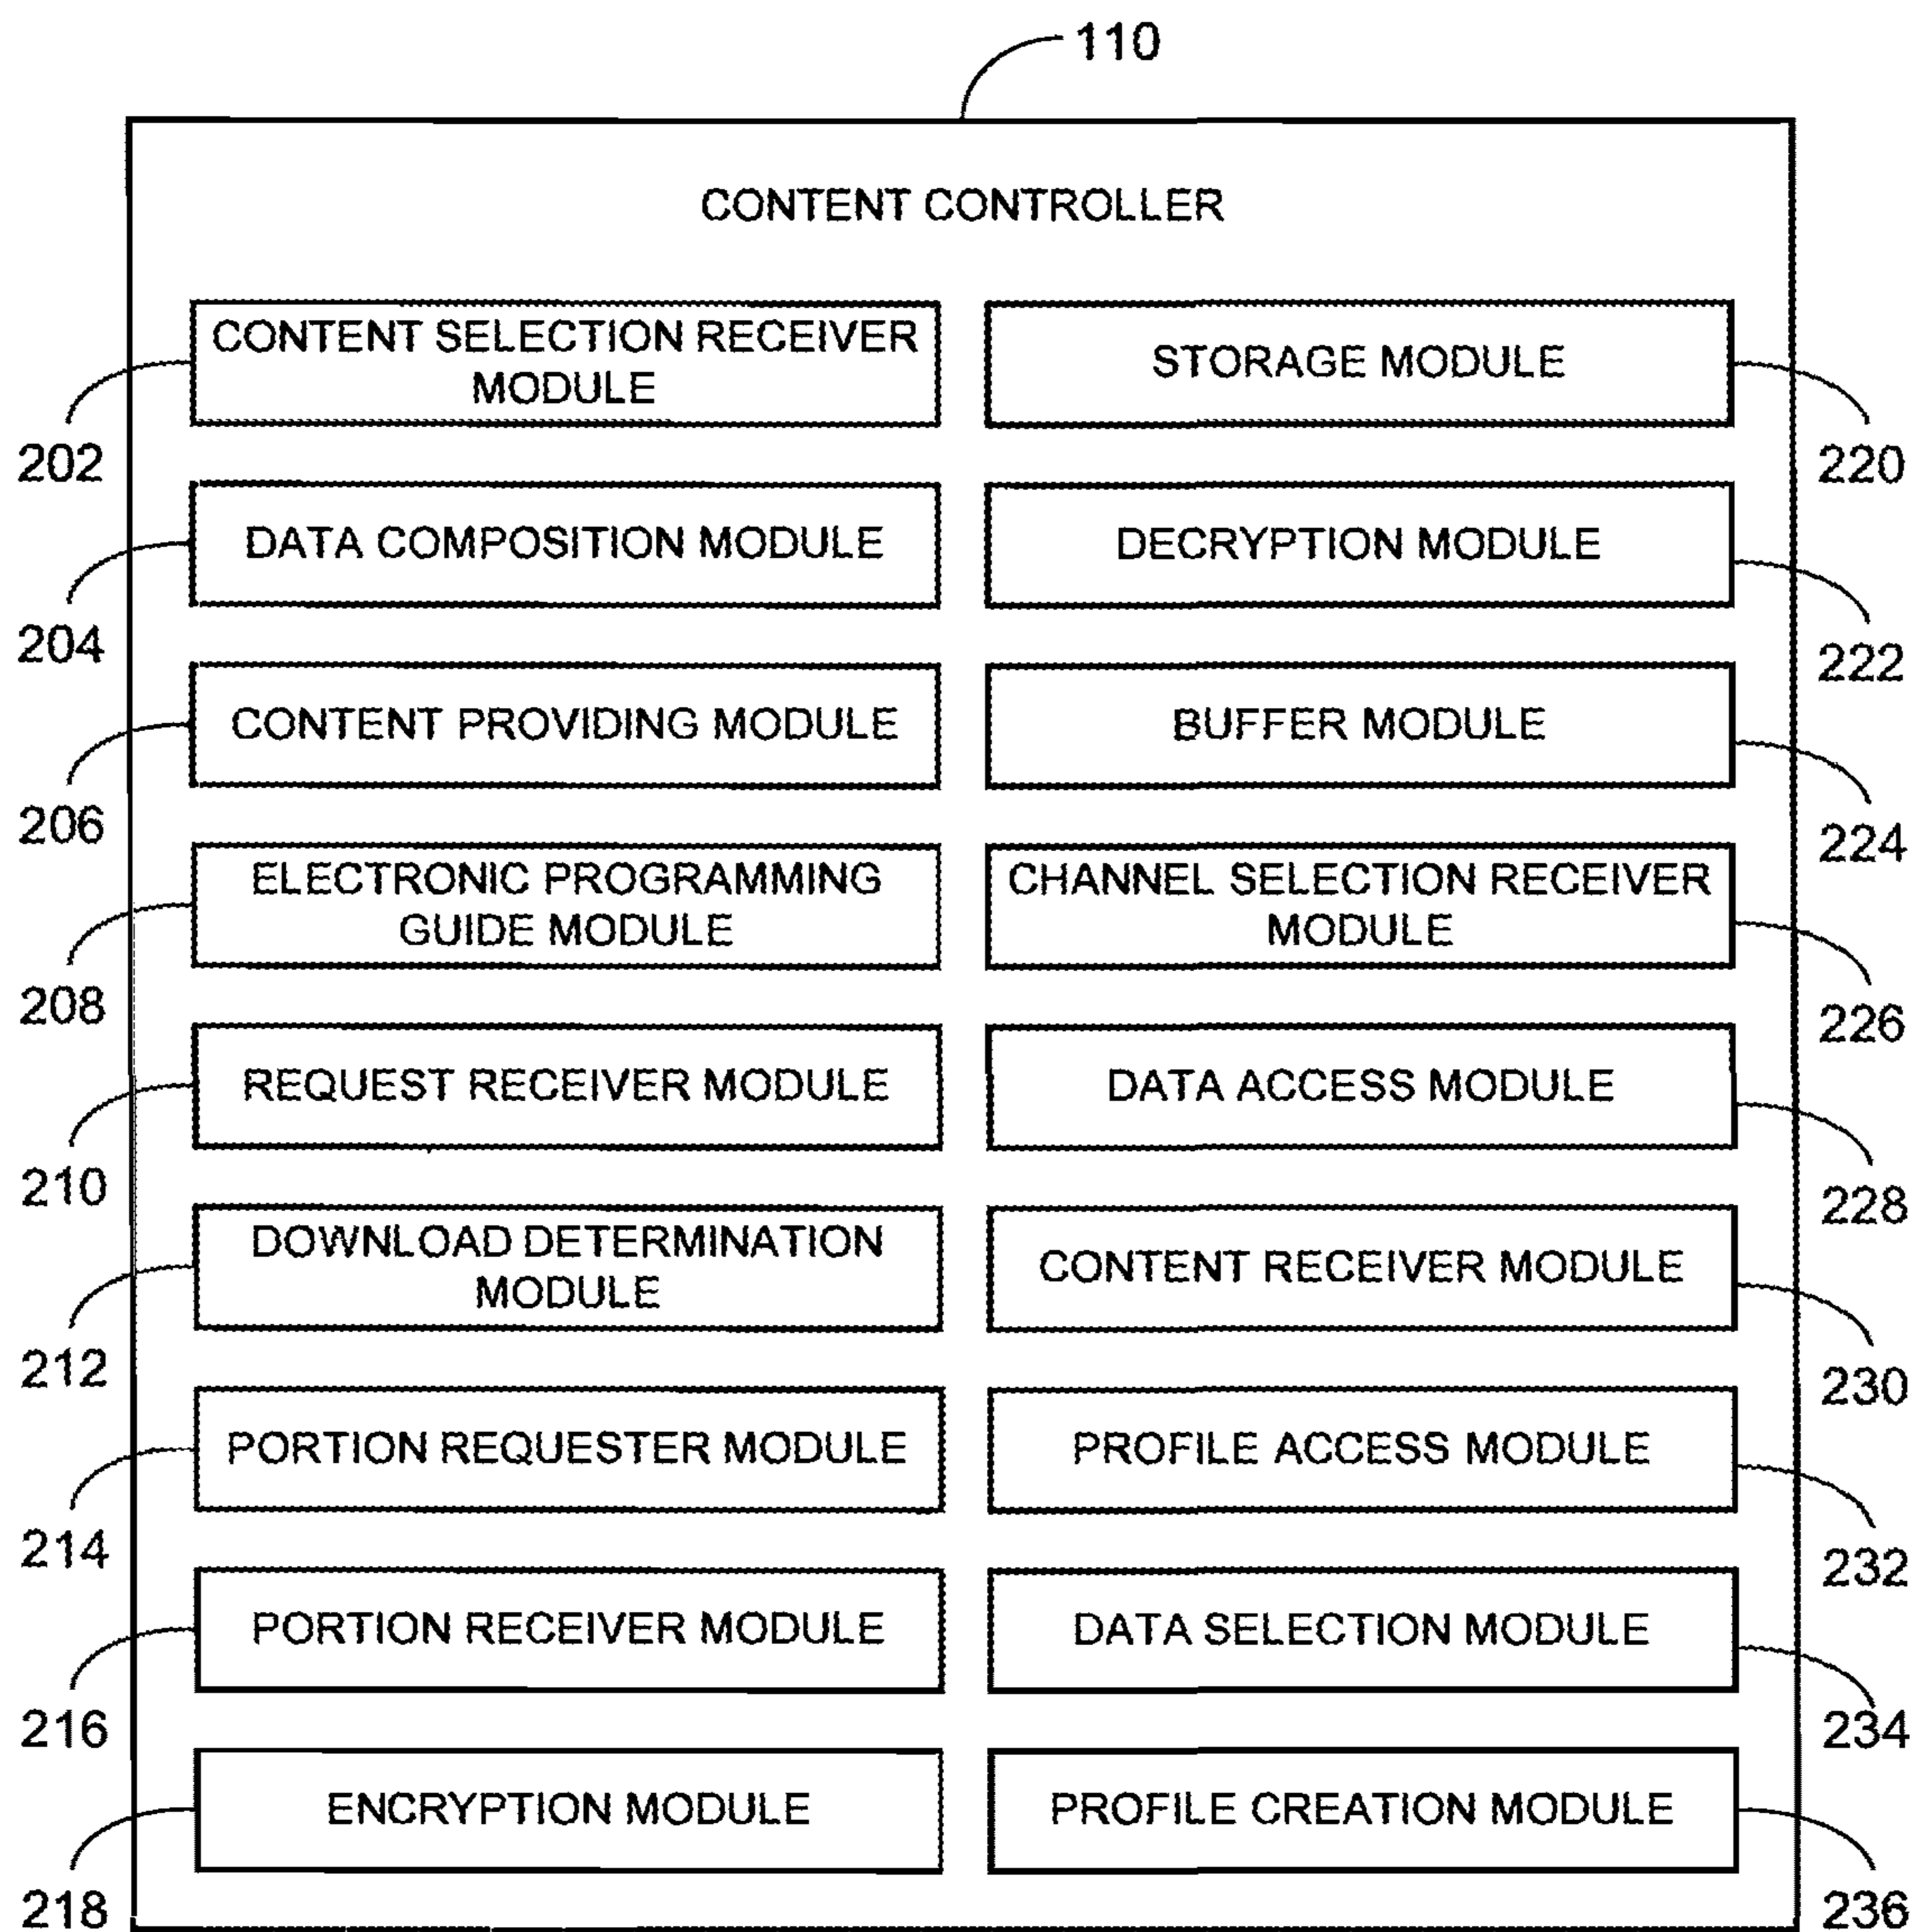 110
CONTENT CONTROLLER
CONTENT SELECTION RECEIVER
MODULE
202
STORAGE MODULE
220
DATA COMPOSITION MODULE
204
DECRYPTION MODULE
222
CONTENT PROVIDING MODULE
206
BUFFER MODULE
224
ELECTRONIC PROGRAMMING
GUIDE MODULE
208
CHANNEL SELECTION RECEIVER
MODULE
226
REQUEST RECEIVER MODULE
210
DATA ACCESS MODULE
228
DOWNLOAD DETERMINATION
MODULE
212
CONTENT RECEIVER MODULE
230
PORTION REQUESTER MODULE
214
PROFILE ACCESS MODULE
232
PORTION RECEIVER MODULE
216
DATA SELECTION MODULE
234
ENCRYPTION MODULE
218
PROFILE CREATION MODULE
236